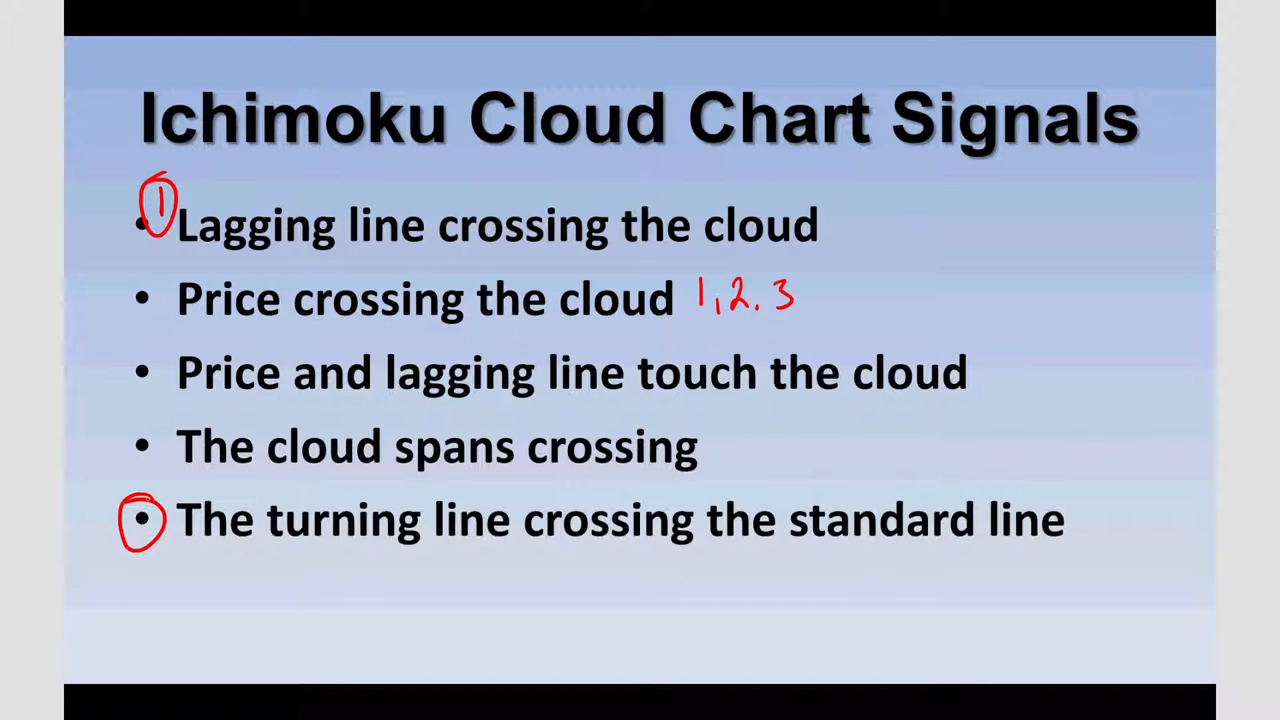 Ichimoku Cloud Chart Signals
1
• Lagging line crossing the cloud
• Price crossing the cloud 1,2.3
• Price and lagging line touch the cloud
• The cloud spans crossing
• The turning line crossing the standard line